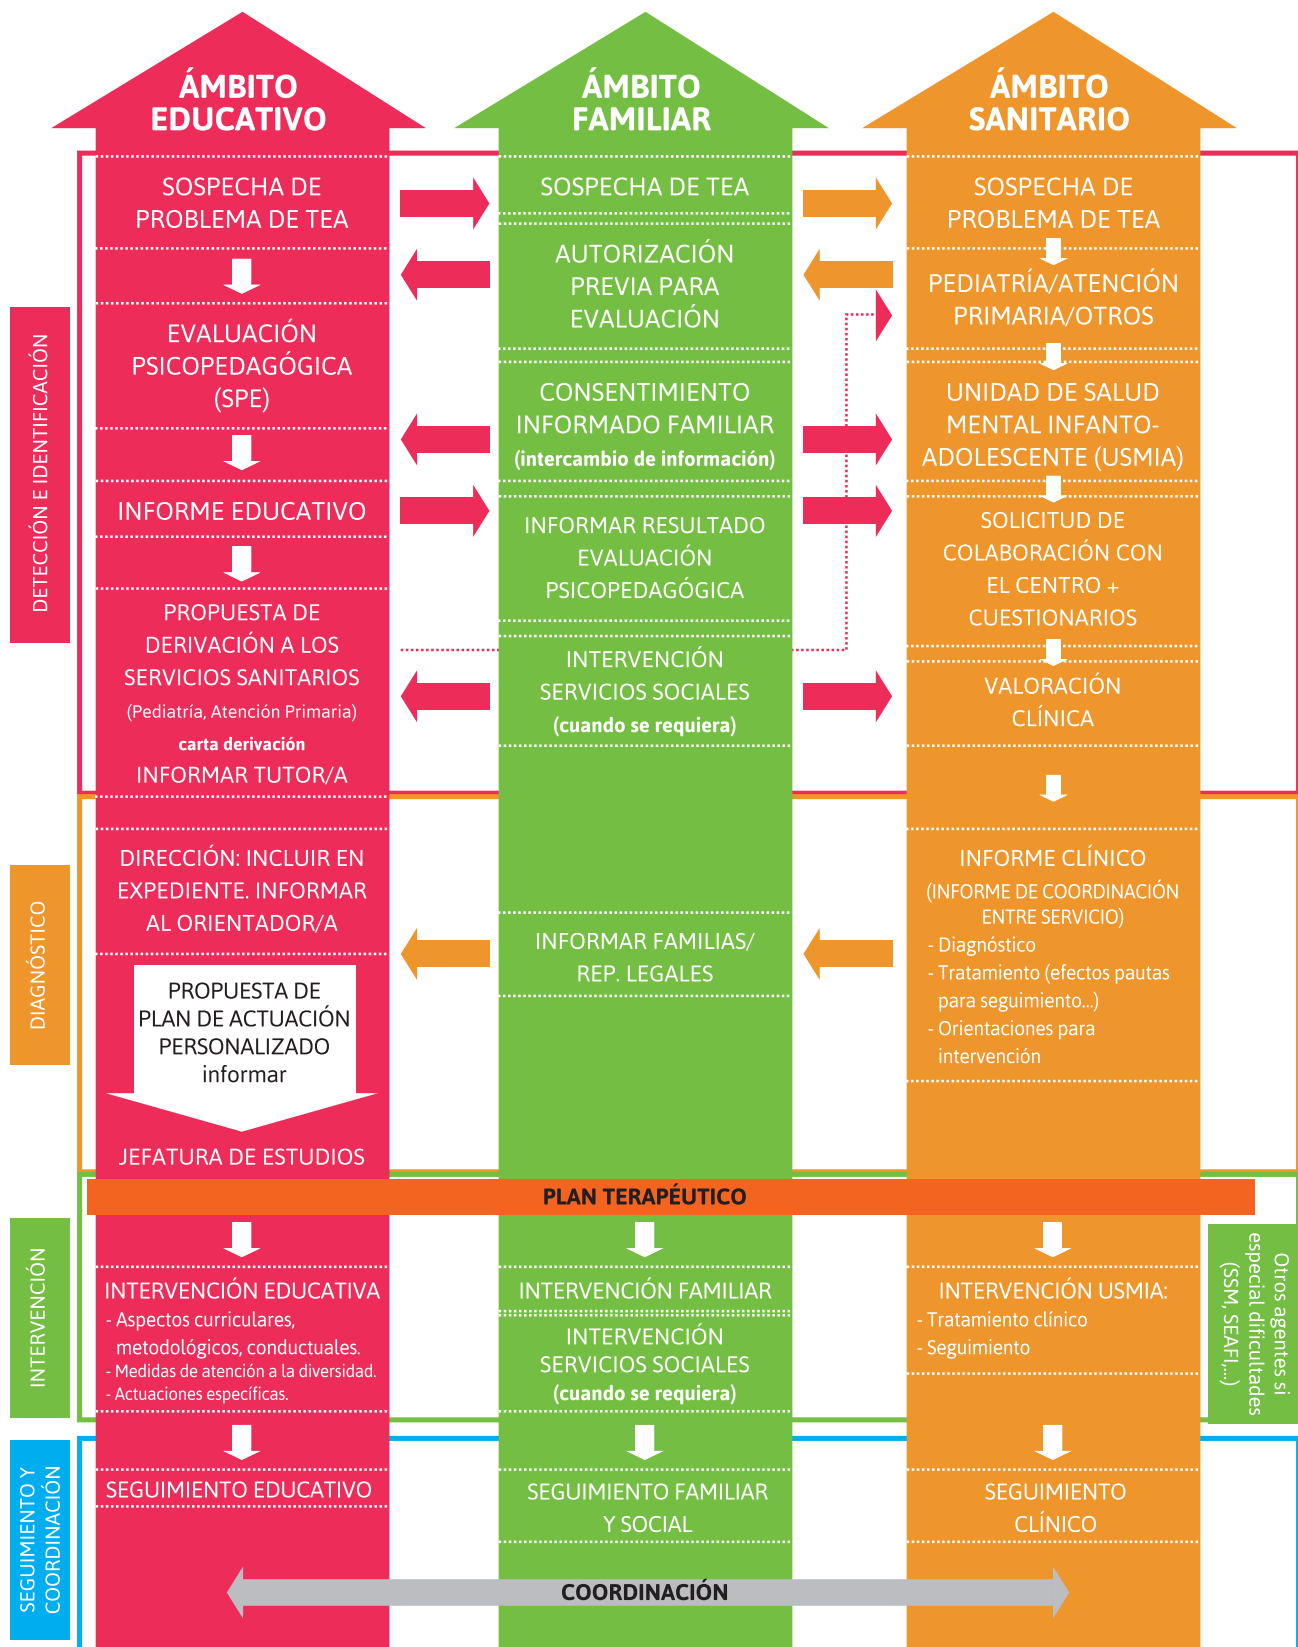 ÁMBITO
EDUCATIVO
SOSPECHA DE
PROBLEMA DE TEA
EVALUACIÓN
PSICOPEDAGÓGICA
(SPE)
INFORME EDUCATIVO
PROPUESTA DE
DERIVACIÓN A LOS
SERVICIOS SANITARIOS
(Pediatría, Atención Primaria)
carta derivación
INFORMAR TUTOR/A
DIRECCIÓN: INCLUIR EN
EXPEDIENTE. INFORMAR
AL ORIENTADOR/A
PROPUESTA DE
PLAN DE ACTUACIÓN
PERSONALIZADO
informar
JEFATURA DE ESTUDIOS
ÁMBITO
FAMILIAR
SOSPECHA DE TEA
AUTORIZACIÓN
PREVIA PARA
EVALUACIÓN
CONSENTIMIENTO
INFORMADO FAMILIAR
(intercambio de información)
INFORMAR RESULTADO
EVALUACIÓN
PSICOPEDAGÓGICA
INTERVENCIÓN
SERVICIOS SOCIALES
(cuando se requiera)
INFORMAR FAMILIAS/
REP. LEGALES
ÁMBITO
SANITARIO
SOSPECHA DE
PROBLEMA DE TEA
PEDIATRÍA/ATENCIÓN
PRIMARIA/OTROS
UNIDAD DE SALUD
MENTAL INFANTO-
ADOLESCENTE (USMIA)
SOLICITUD DE
COLABORACIÓN CON
EL CENTRO +
CUESTIONARIOS
VALORACIÓN
CLÍNICA
INFORME CLÍNICO
(INFORME DE COORDINACIÓN
ENTRE SERVICIO)
- Diagnóstico
- Tratamiento (efectos pautas
para seguimiento...)
- Orientaciones para
intervención
DETECCIÓN E IDENTIFICACIÓN
DIAGNÓSTICO
PLAN TERAPÉUTICO
INTERVENCIÓN
INTERVENCIÓN EDUCATIVA
- Aspectos curriculares,
metodológicos, conductuales.
- Medidas de atención a la diversidad.
- Actuaciones específicas.
INTERVENCIÓN FAMILIAR
INTERVENCIÓN
SERVICIOS SOCIALES
(cuando se requiera)
INTERVENCIÓN USMIA:
- Tratamiento clínico
- Seguimiento
Otros agentes si
especial dificultades
(SSM, SEAFI,...)
SEGUIMIENTO Y
COORDINACIÓN
SEGUIMIENTO EDUCATIVO
SEGUIMIENTO FAMILIAR
Y SOCIAL
SEGUIMIENTO
CLÍNICO
COORDINACIÓN